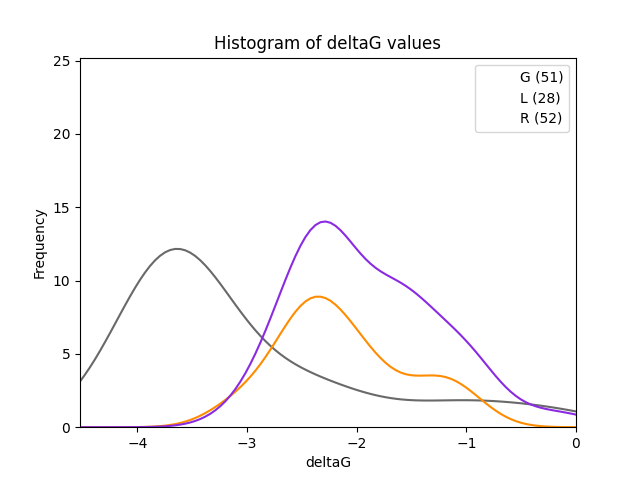 Histogram of deltaG values
25
20
15
10
5
0
Frequency
G (51)
L (28)
R (52)
−4
−3
−2
−1
0
deltaG